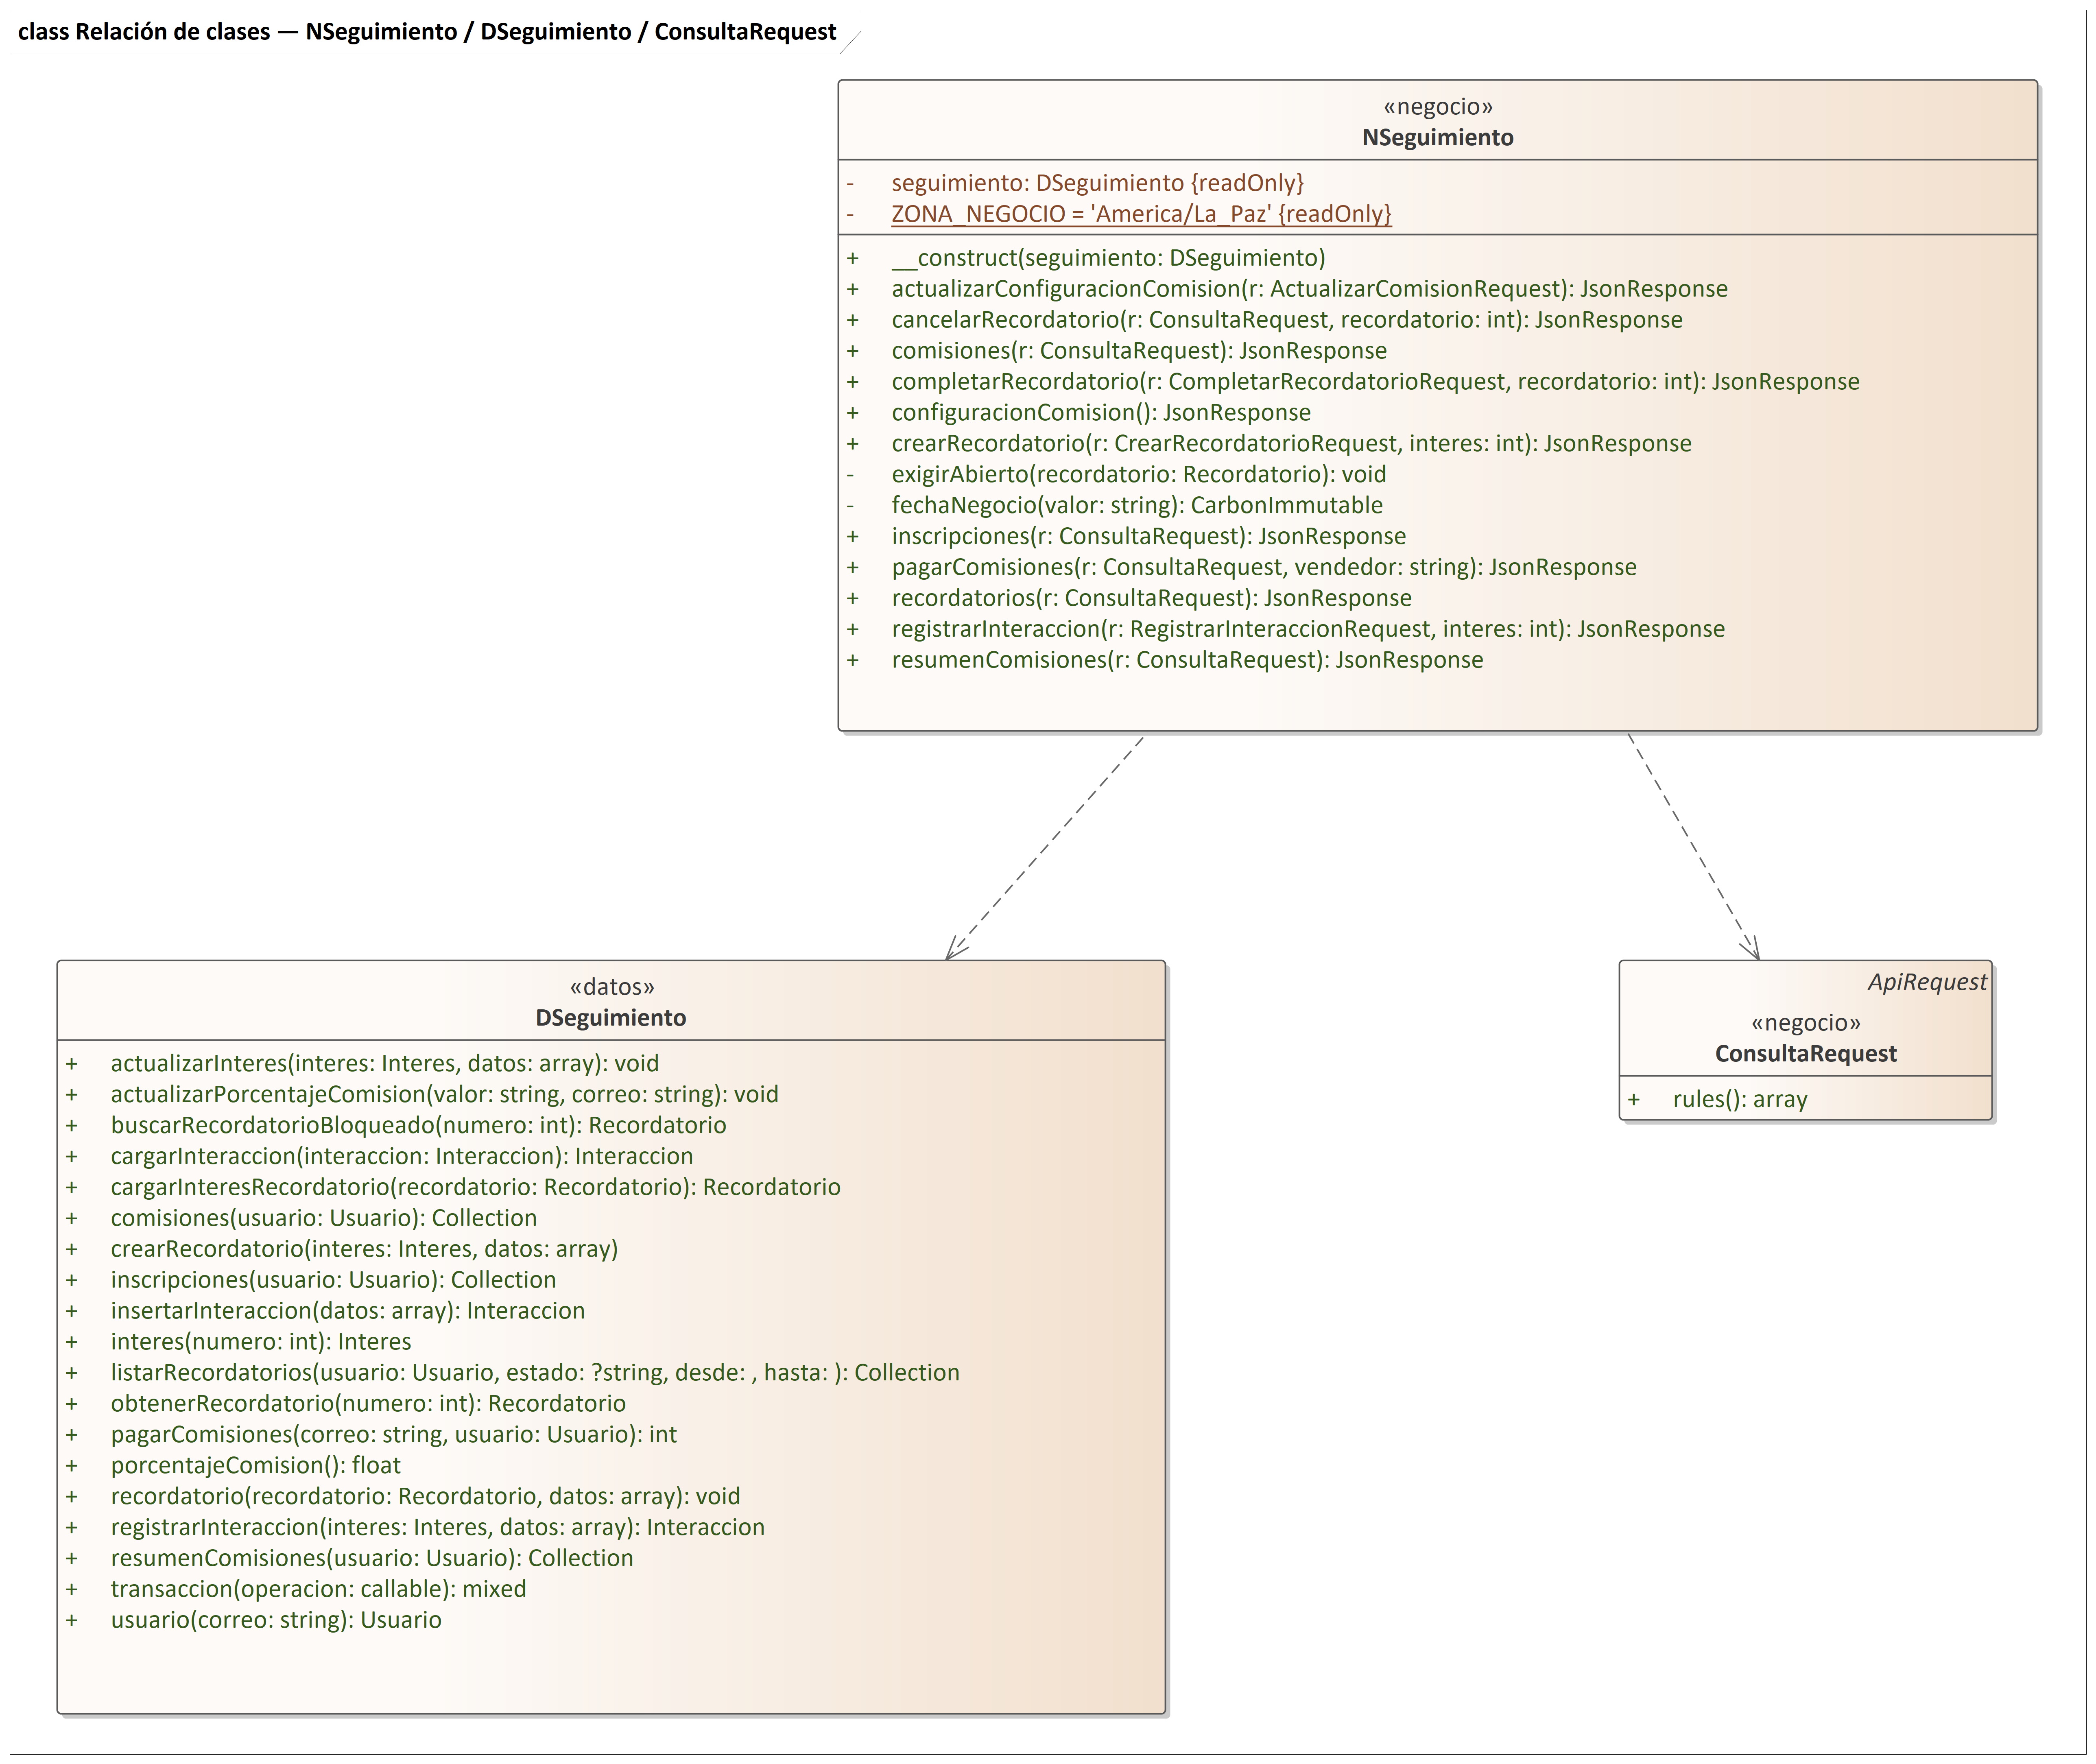 class Relación de clases — NSeguimiento / DSeguimiento / ConsultaRequest
«negocio»
NSeguimiento
- seguimiento: DSeguimiento {readOnly}
- ZONA_NEGOCIO = 'America/La_Paz' {readOnly}
+ __construct(seguimiento: DSeguimiento)
+ actualizarConfiguracionComision(r: ActualizarComisionRequest): JsonResponse
+ cancelarRecordatorio(r: ConsultaRequest, recordatorio: int): JsonResponse
+ comisiones(r: ConsultaRequest): JsonResponse
+ completarRecordatorio(r: CompletarRecordatorioRequest, recordatorio: int): JsonResponse
+ configuracionComision(): JsonResponse
+ crearRecordatorio(r: CrearRecordatorioRequest, interes: int): JsonResponse
- exigirAbierto(recordatorio: Recordatorio): void
- fechaNegocio(valor: string): CarbonImmutable
+ inscripciones(r: ConsultaRequest): JsonResponse
+ pagarComisiones(r: ConsultaRequest, vendedor: string): JsonResponse
+ recordatorios(r: ConsultaRequest): JsonResponse
+ registrarInteraccion(r: RegistrarInteraccionRequest, interes: int): JsonResponse
+ resumenComisiones(r: ConsultaRequest): JsonResponse
«datos»
DSeguimiento
+ actualizarInteres(interes: Interes, datos: array): void
+ actualizarPorcentajeComision(valor: string, correo: string): void
+ buscarRecordatorioBloqueado(numero: int): Recordatorio
+ cargarInteraccion(interaccion: Interaccion): Interaccion
+ cargarInteresRecordatorio(recordatorio: Recordatorio): Recordatorio
+ comisiones(usuario: Usuario): Collection
+ crearRecordatorio(interes: Interes, datos: array)
+ inscripciones(usuario: Usuario): Collection
+ insertarInteraccion(datos: array): Interaccion
+ interes(numero: int): Interes
+ listarRecordatorios(usuario: Usuario, estado: ?string, desde: , hasta: ): Collection
+ obtenerRecordatorio(numero: int): Recordatorio
+ pagarComisiones(correo: string, usuario: Usuario): int
+ porcentajeComision(): float
+ recordatorio(recordatorio: Recordatorio, datos: array): void
+ registrarInteraccion(interes: Interes, datos: array): Interaccion
+ resumenComisiones(usuario: Usuario): Collection
+ transaccion(operacion: callable): mixed
+ usuario(correo: string): Usuario
ApiRequest
«negocio»
ConsultaRequest
+ rules(): array